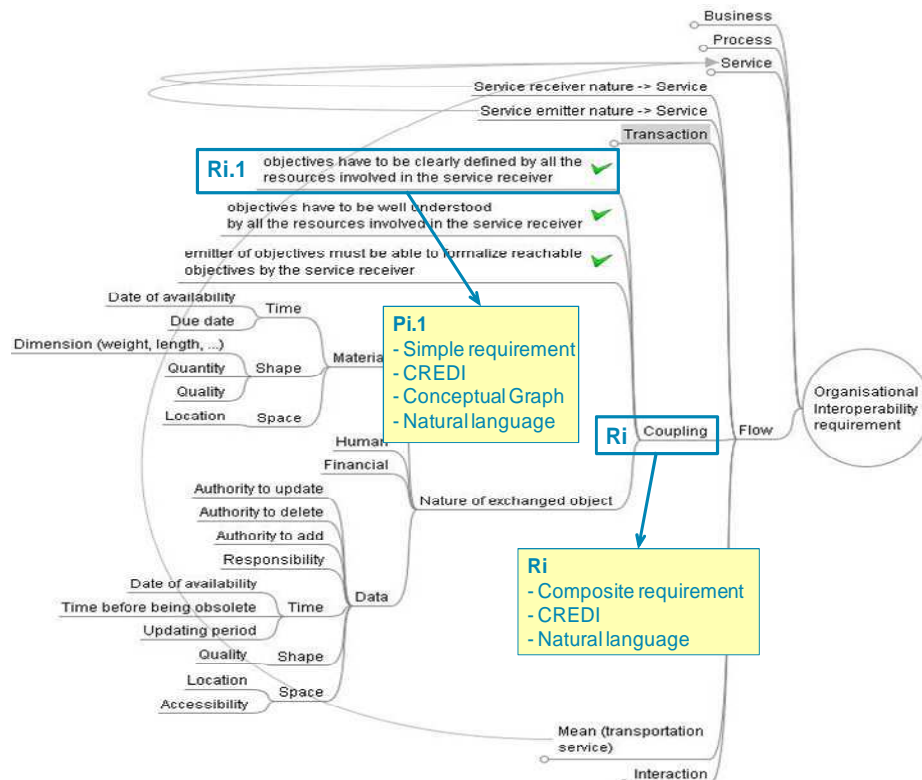 Business
Process
Service
Service receiver nature -> Service
Service emitter nature -> Service
Transaction
Ri.1
objectives have to be clearly defined by all the
resources involved in the service receiver
objectives have to be well understood
by all the resources involved in the service receiver
emitter of objectives must be able to formalize reachable
objectives by the service receiver
Date of availability
Time
Due date
Dimension (weight, length, ...)
Quantity
Shape
Quality
Location
Space
Material
Pi.1
- Simple requirement
- CREDI
- Conceptual Graph
- Natural language
Organisational
Interoperability
requirement
Flow
Ri
Coupling
Human
Financial
Nature of exchanged object
Authority to update
Authority to delete
Authority to add
Responsibility
Date of availability
Time before being obsolete
Time
Updating period
Data
Quality
Shape
Location
Space
Accessibility
Ri
- Composite requirement
- CREDI
- Natural language
Mean (transportation
service)
Interaction